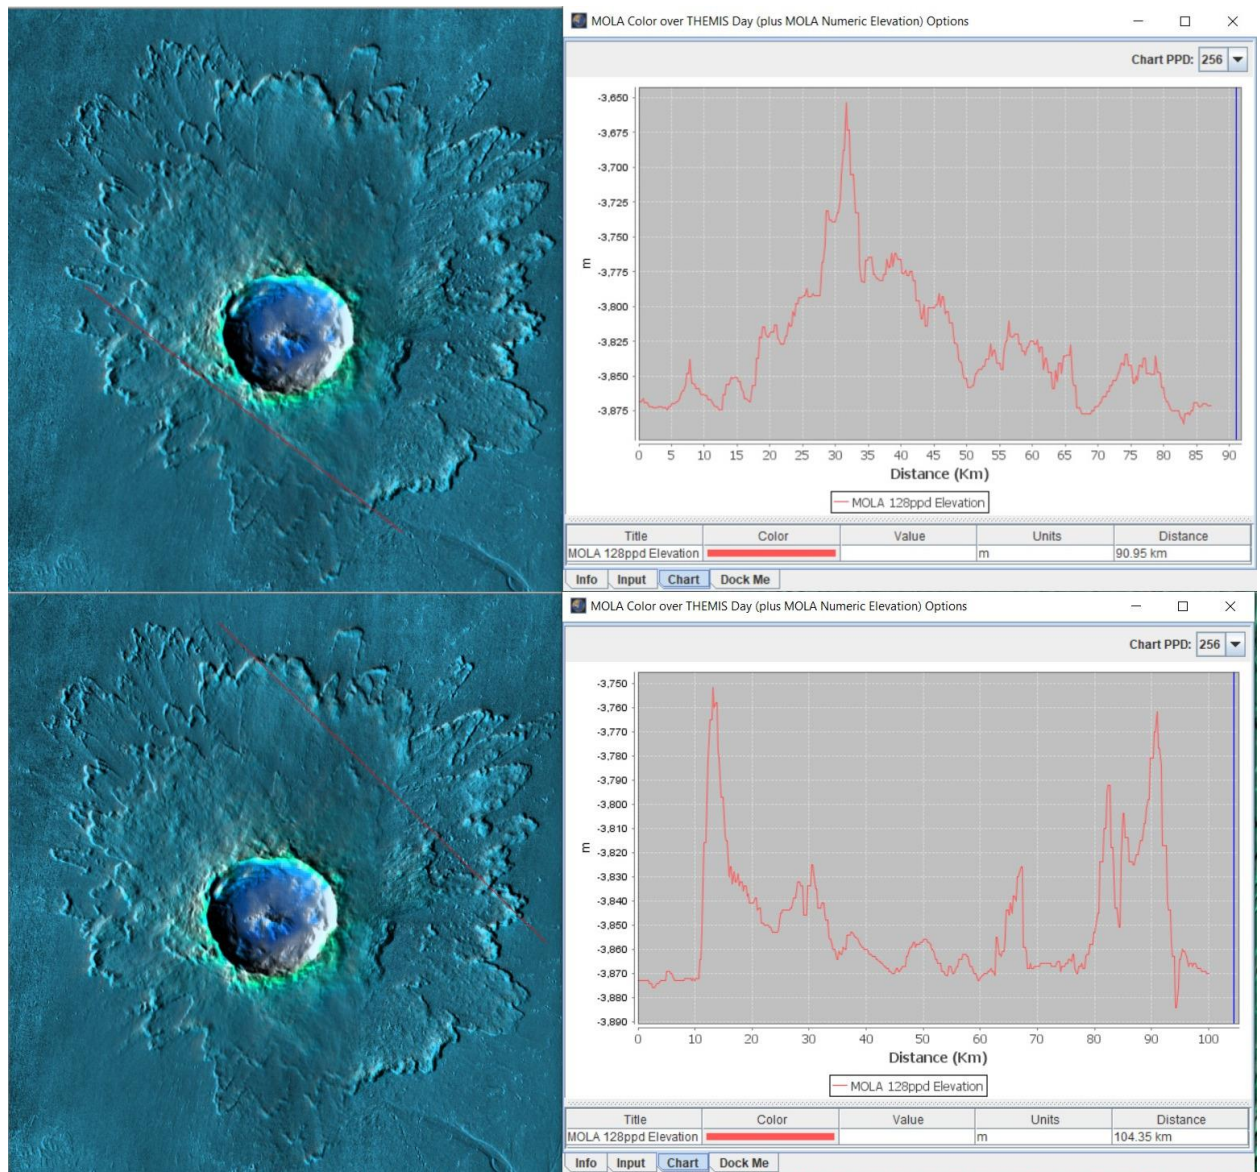 MOLA Color over THEMIS Day (plus MOLA Numeric Elevation) Options
Chart PPD: 256
-3,650
-3,675
-3,700
-3,725
-3,750
-3,775
-3,800
-3,825
-3,850
-3,875
m
0 5 10 15 20 25 30 35 40 45 50 55 60 65 70 75 80 85 90
Distance (Km)
MOLA 128ppd Elevation
Title Color Value Units Distance
MOLA 128ppd Elevation m 90.95 km
Info Input Chart Dock Me
MOLA Color over THEMIS Day (plus MOLA Numeric Elevation) Options
Chart PPD: 256
-3,750
-3,760
-3,770
-3,780
-3,790
-3,800
-3,810
-3,820
-3,830
-3,840
-3,850
-3,860
-3,870
-3,880
-3,890
m
0 10 20 30 40 50 60 70 80 90 100
Distance (Km)
MOLA 128ppd Elevation
Title Color Value Units Distance
MOLA 128ppd Elevation m 104.35 km
Info Input Chart Dock Me